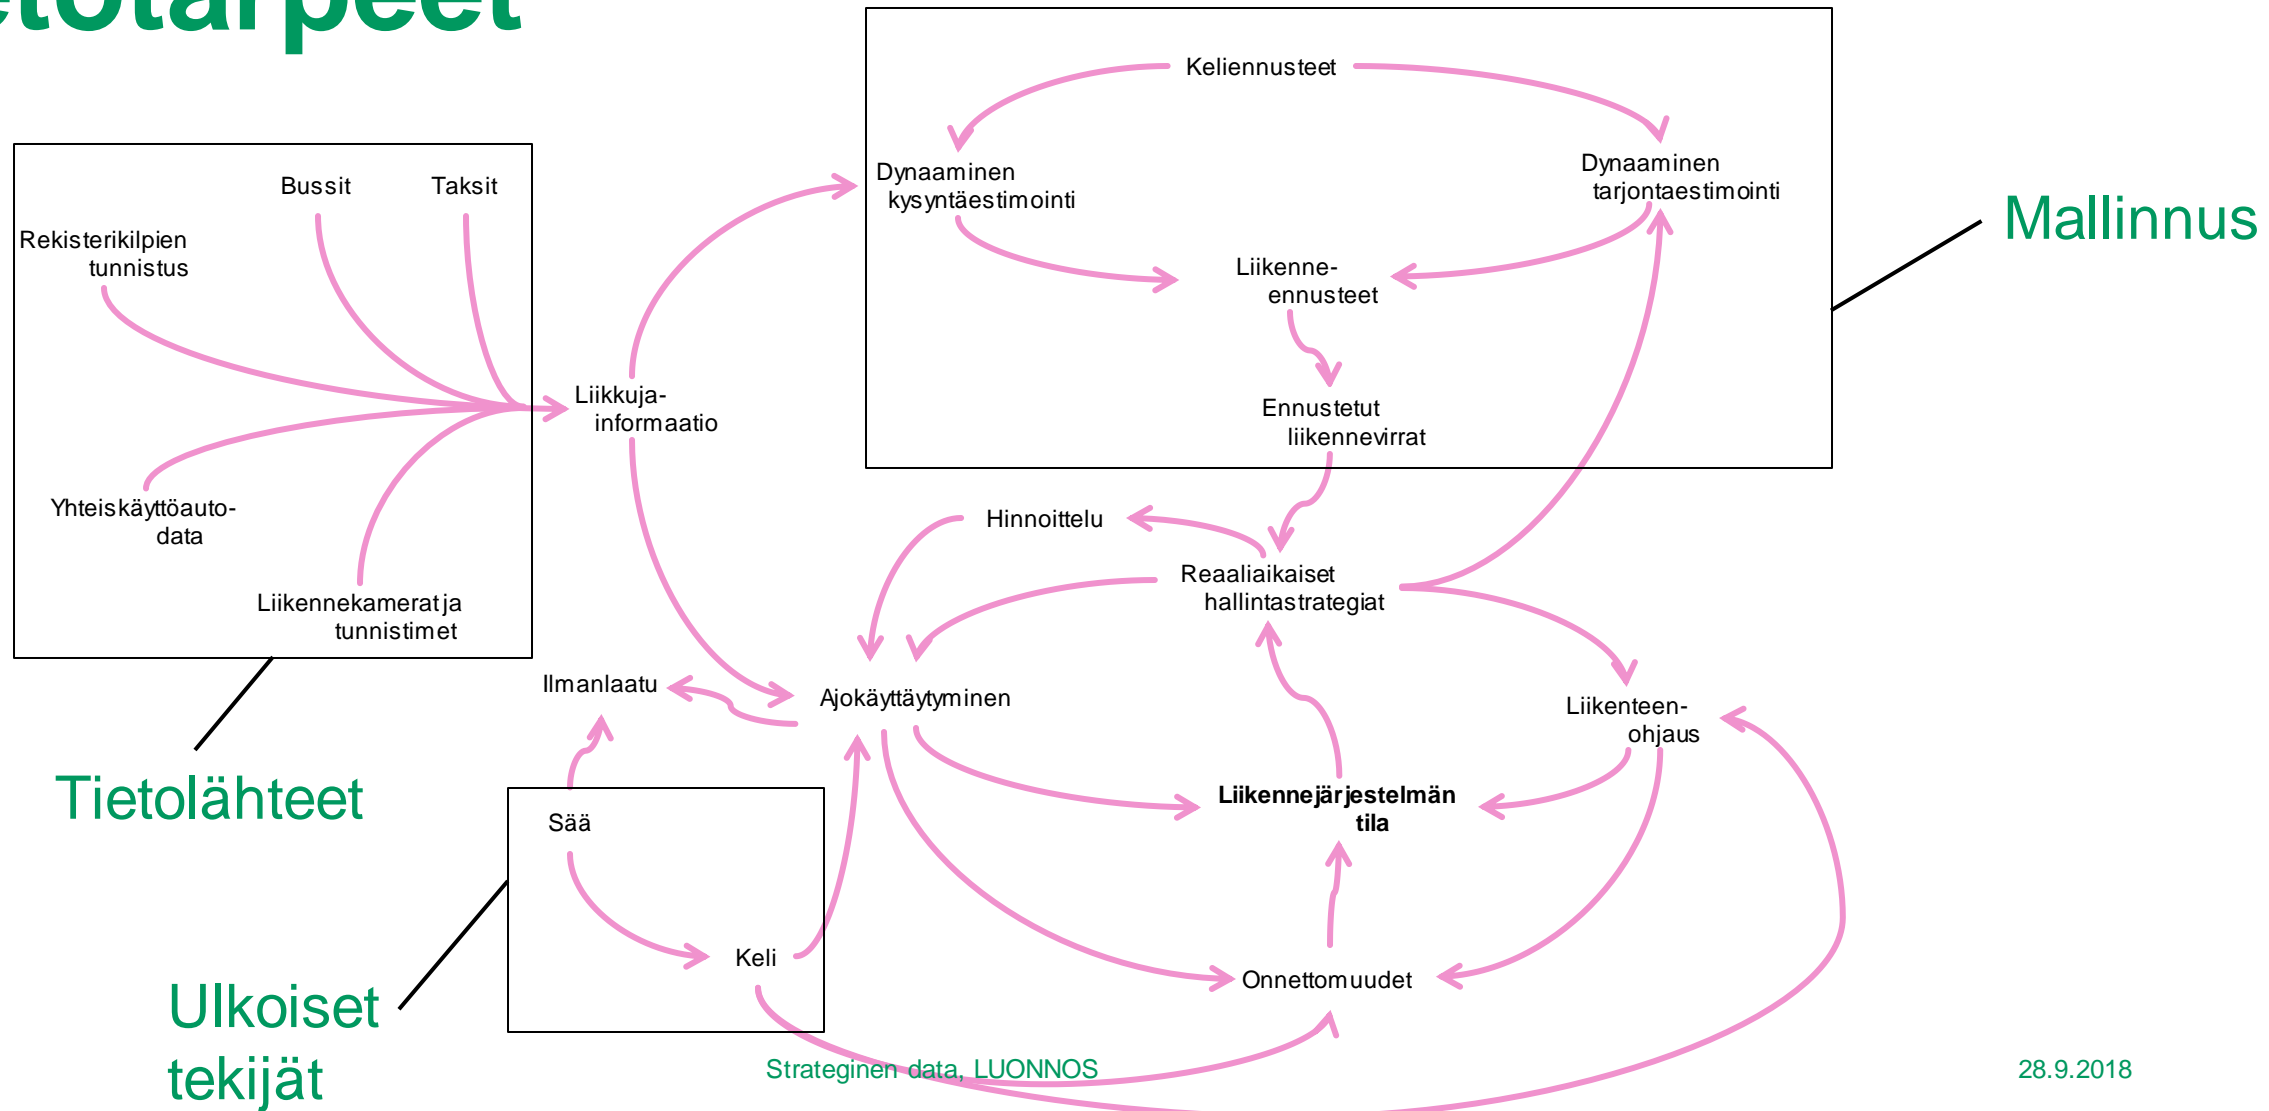 etotarpeet
Keliennusteet
Dynaaminen
kysyntäestimointi
Dynaaminen
tarjontaestimointi
Mallinnus
Bussit
Taksit
Rekisterikilpien
tunnistus
Liikenne-
ennusteet
Liikkuja-
informaatio
Ennustetut
liikennevirrat
Yhteiskäyttöauto-
data
Hinnoittelu
Liikennekamerat ja
tunnistimet
Reaaliaikaiset
hallintastrategiat
Ilmanlaatu
Ajokäyttäytyminen
Liikenteen-
ohjaus
Tietolähteet
Liikennejärjestelmän
tila
Sää
Keli
Onnettomuudet
Ulkoiset
tekijät
Strateginen data, LUONNOS
28.9.2018